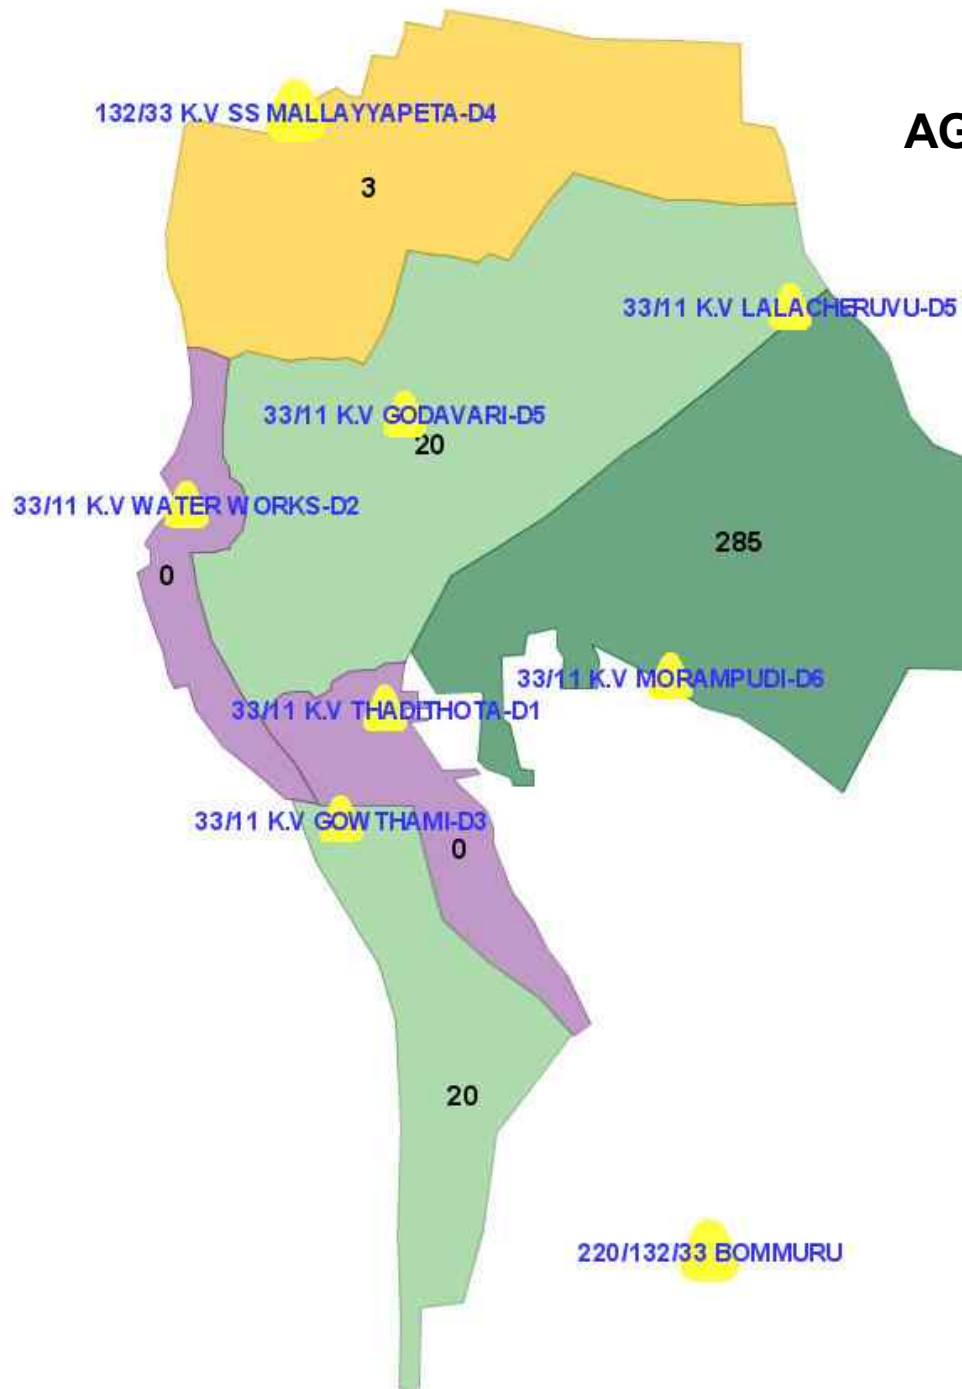 132/33 K.V SS MALLAYYAPETA-D4
AG
3
33/11 K.V LALACHERUVU-D5
33/11 K.V GODAVARI-D5
20
33/11 K.V WATER WORKS-D2
285
0
33/11 K.V MORAMPUDI-D6
33/11 K.V THADITHOTA-D1
33/11 K.V GOWTHAMI-D3
0
20
220/132/33 BOMMURU